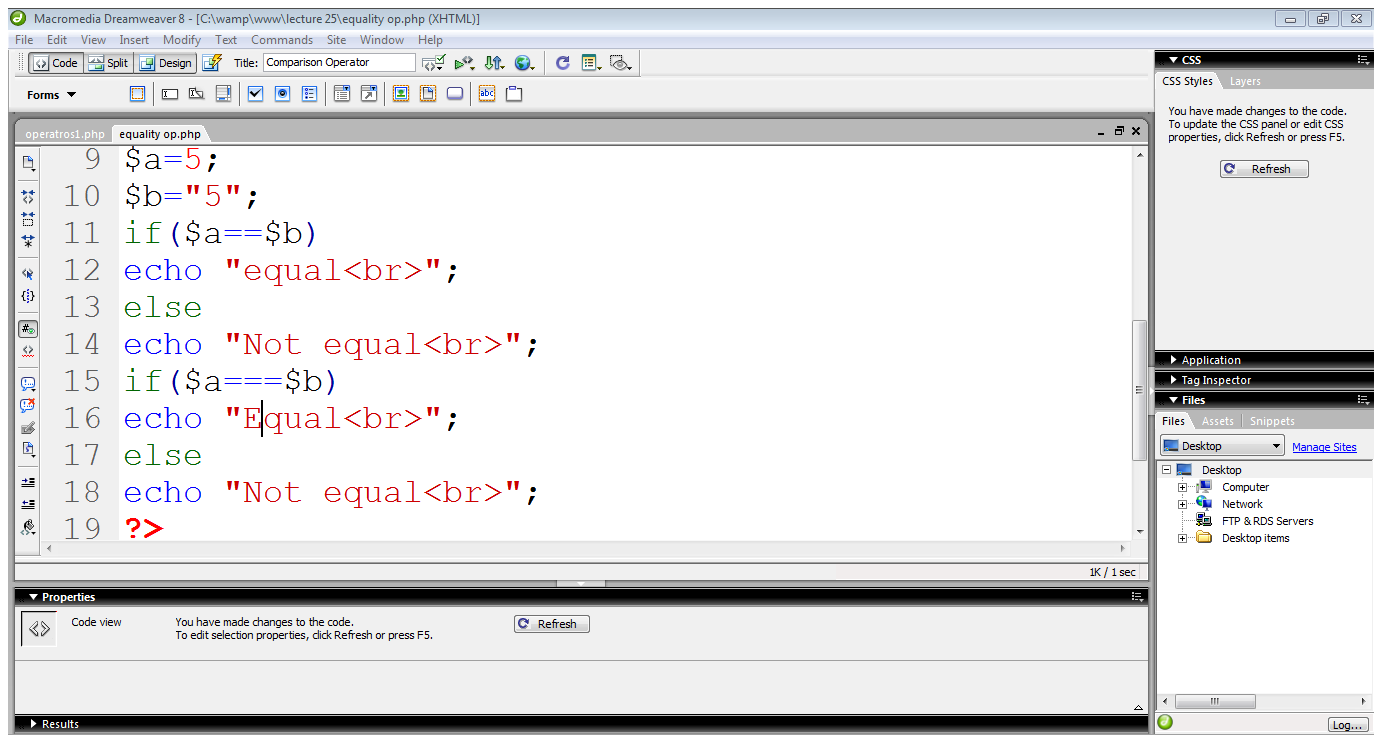 Macromedia Dreamweaver 8 - [C:\wamp\www\lecture 25\equality op.php (XHTML)]
File Edit View Insert Modify Text Commands Site Window Help
Code Split Design Title: Comparison Operator
Forms
abc
operatros1.php equality op.php
9 $a=5;
10 $b="5";
11 if($a==$b)
12 echo "equal<br>";
13 else
14 echo "Not equal<br>";
15 if($a===$b)
16 echo "Equal<br>";
17 else
18 echo "Not equal<br>";
19 ?>
1K / 1 sec
Properties
Code view
You have made changes to the code.
To edit selection properties, click Refresh or press F5.
Refresh
Results
CSS
CSS Styles Layers
You have made changes to the code.
To update the CSS panel or edit CSS
properties, click Refresh or press F5.
Refresh
Application
Tag Inspector
Files
Files Assets Snippets
Desktop Manage Sites
Desktop
Computer
Network
FTP & RDS Servers
Desktop items
Log...